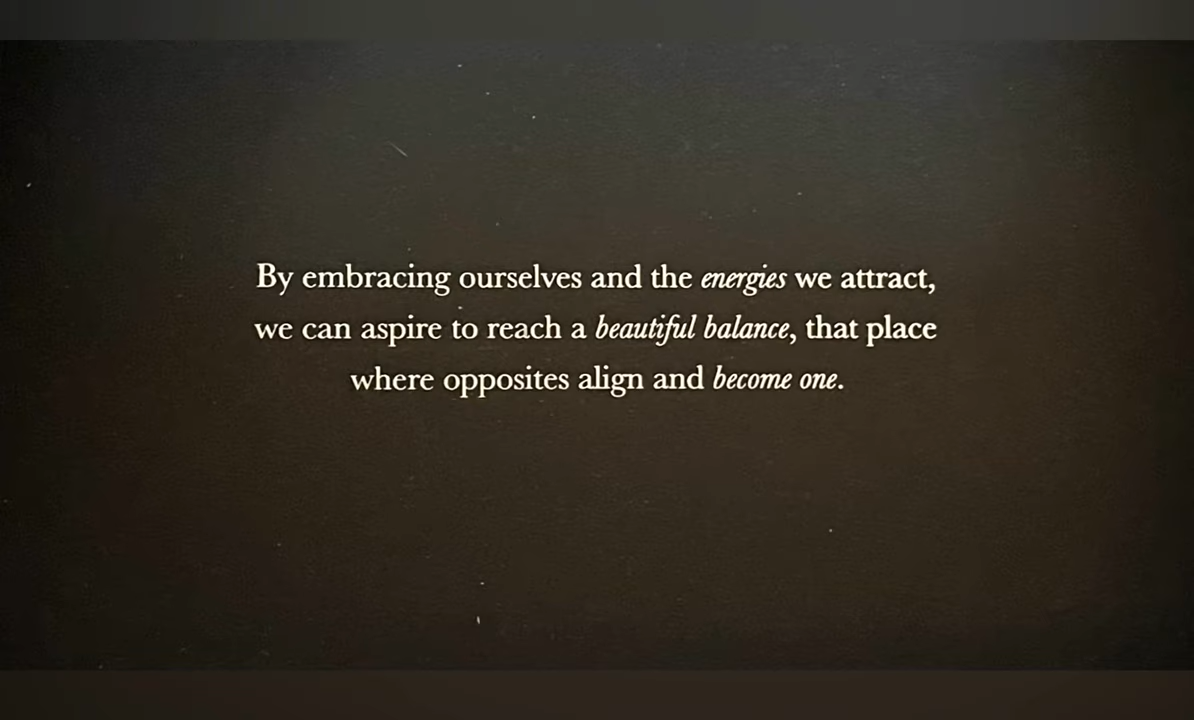 By embracing ourselves and the energies we attract,
we can aspire to reach a beautiful balance, that place
where opposites align and become one.